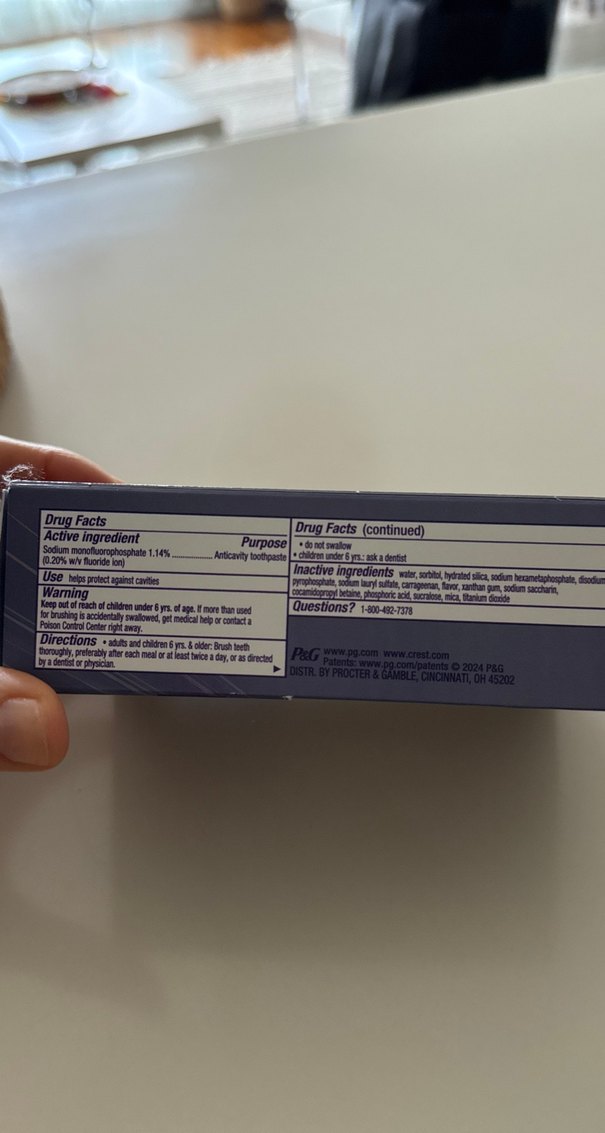 Drug Facts
Active ingredient Purpose
Sodium monofluorophosphate 1.14% .................. Anticavity toothpaste
(0.20% w/v fluoride ion)
Use helps protect against cavities
Warning
Keep out of reach of children under 6 yrs. of age. If more than used
for brushing is accidentally swallowed, get medical help or contact a
Poison Control Center right away.
Directions • adults and children 6 yrs. & older: Brush teeth
thoroughly, preferably after each meal or at least twice a day, or as directed
by a dentist or physician.
Drug Facts (continued)
• do not swallow
• children under 6 yrs.: ask a dentist
Inactive ingredients water, sorbitol, hydrated silica, sodium hexametaphosphate, disodium
pyrophosphate, sodium lauryl sulfate, carrageenan, flavor, xanthan gum, sodium saccharin,
cocamidopropyl betaine, phosphoric acid, sucralose, mica, titanium dioxide
Questions? 1-800-492-7378
P&G www.pg.com www.crest.com
Patents: www.pg.com/patents © 2024 P&G
DISTR. BY PROCTER & GAMBLE, CINCINNATI, OH 45202